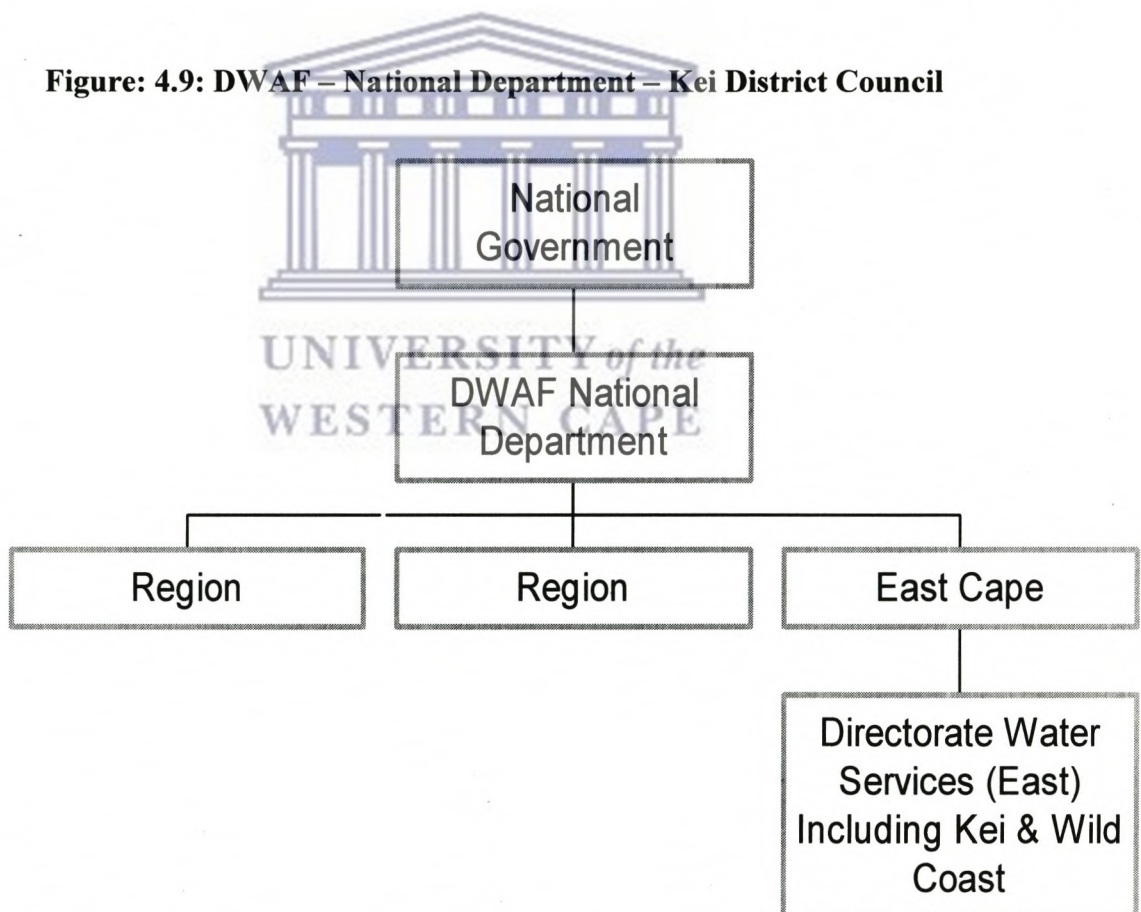 Figure: 4.9: DWAF – National Department – Kei District Council
National
Government
UNIVERSITY of the
WESTERN CAPE
DWAF National
Department
Region
Region
East Cape
Directorate Water
Services (East)
Including Kei & Wild
Coast